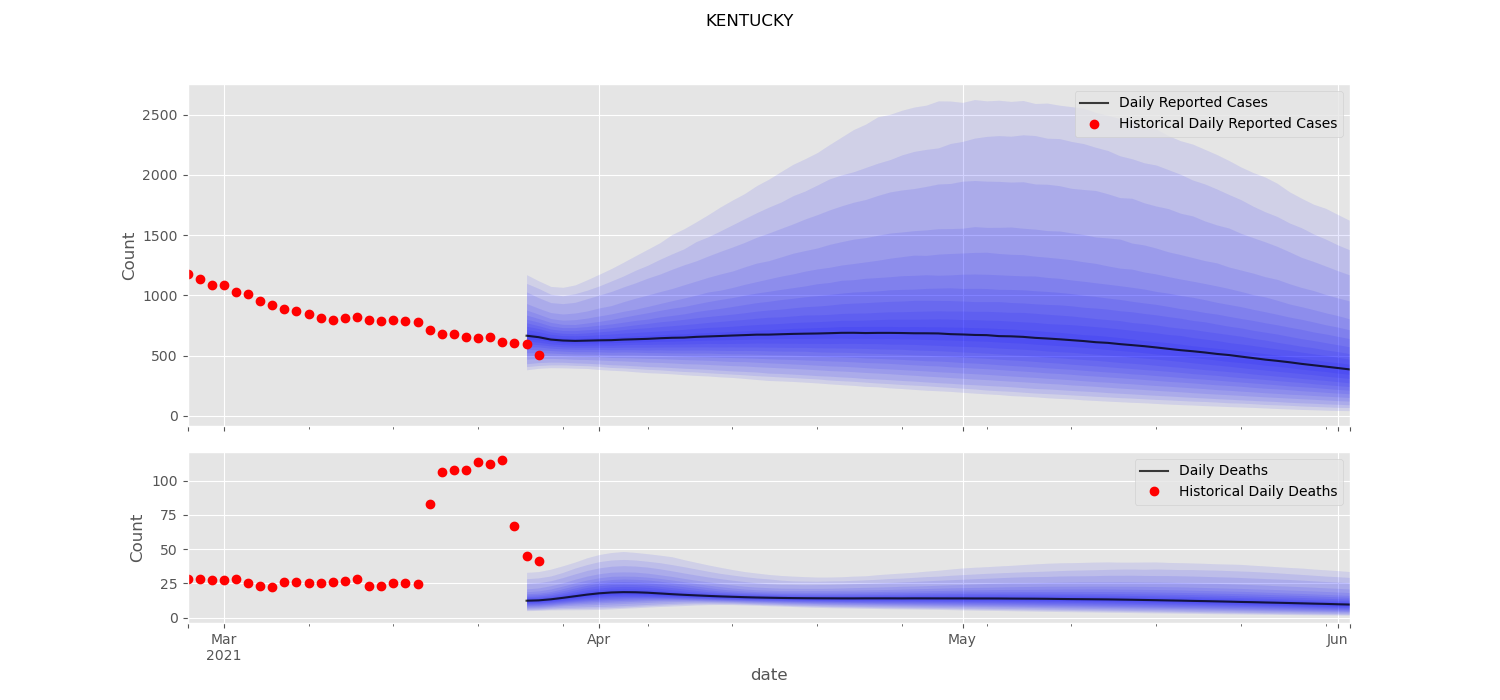 KENTUCKY
2500
2000
1500
1000
500
0
Count
Daily Reported Cases
Historical Daily Reported Cases
100
75
50
25
0
Count
Daily Deaths
Historical Daily Deaths
Mar
2021
Apr
May
Jun
date